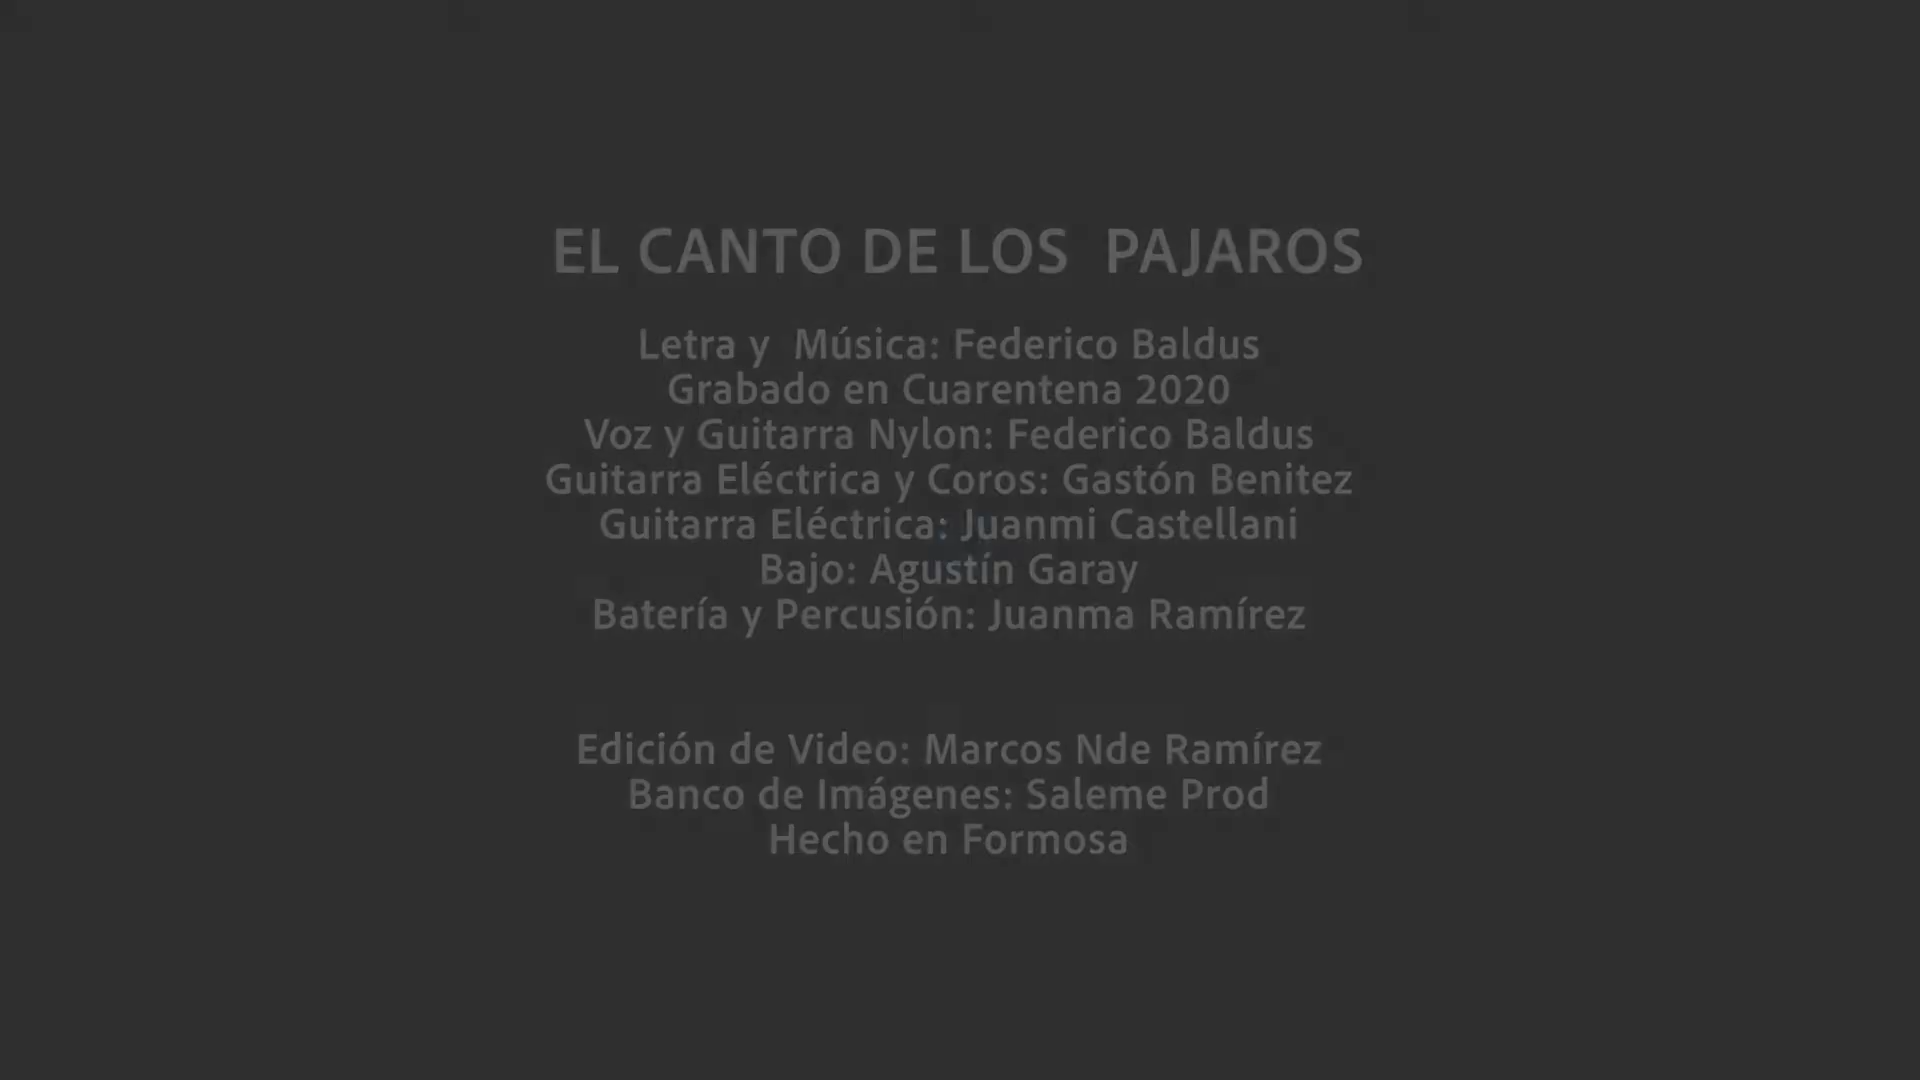 EL CANTO DE LOS  PAJAROS
Letra y  Música: Federico Baldus
Grabado en Cuarentena 2020
Voz y Guitarra Nylon: Federico Baldus
Guitarra Eléctrica y Coros: Gastón Benitez
Guitarra Eléctrica: Juanmi Castellani
Bajo: Agustín Garay
Batería y Percusión: Juanma Ramírez
Edición de Video: Marcos Nde Ramírez
Banco de Imágenes: Saleme Prod
Hecho en Formosa